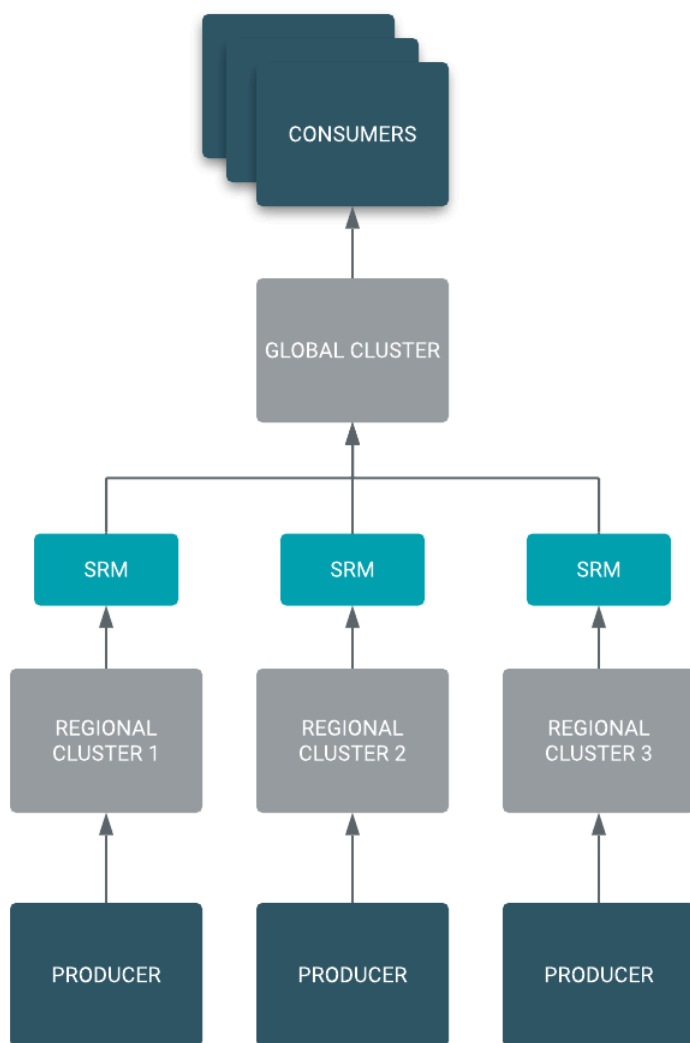 CONSUMERS
GLOBAL CLUSTER
SRM
SRM
SRM
REGIONAL
CLUSTER 1
REGIONAL
CLUSTER 2
REGIONAL
CLUSTER 3
PRODUCER
PRODUCER
PRODUCER